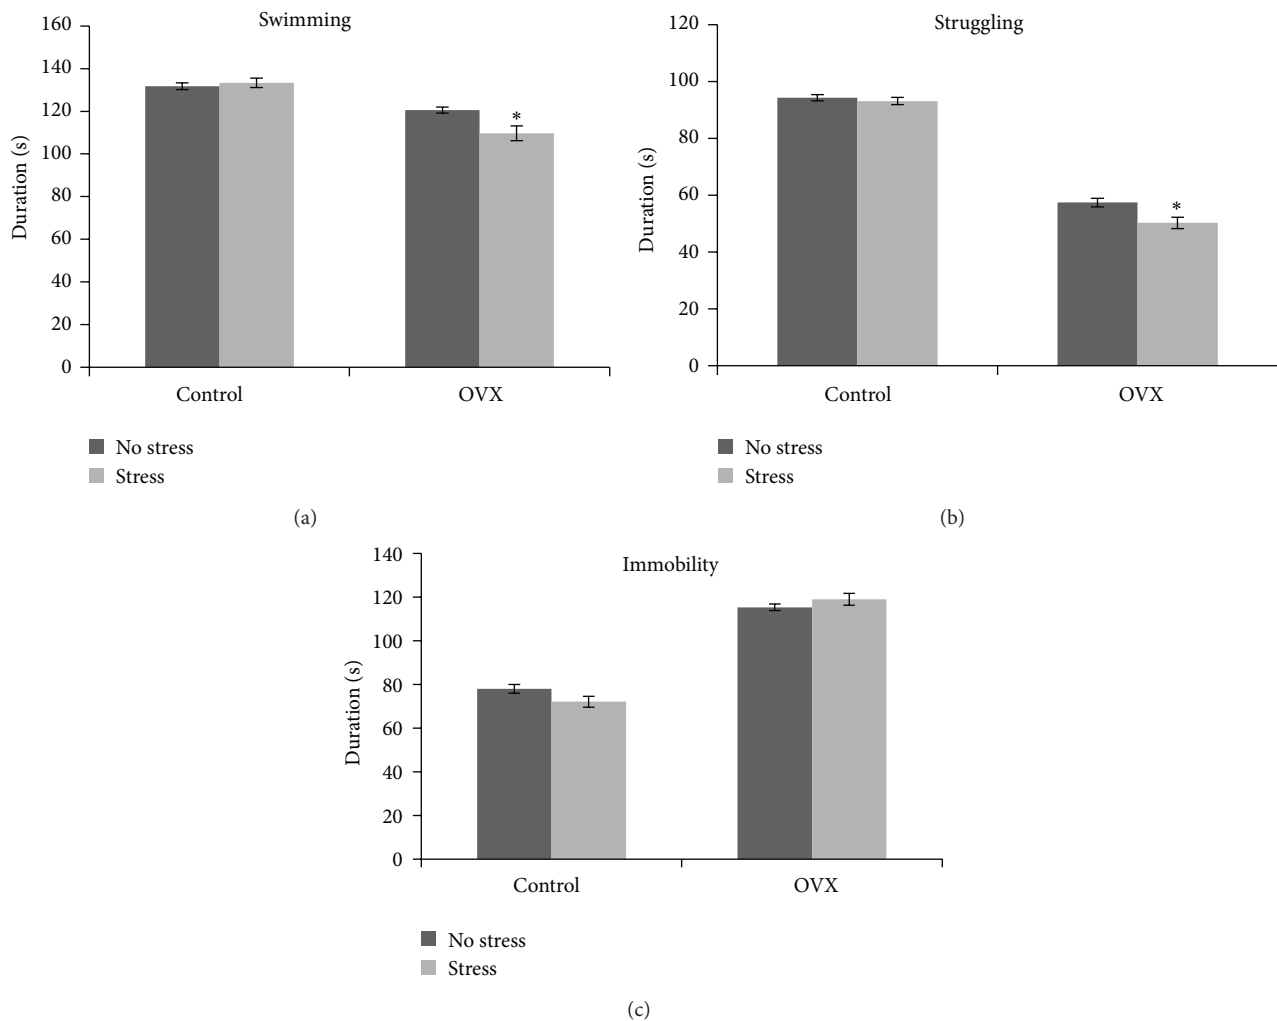 Swimming
160
140
120
100
80
60
40
20
0
Duration (s)
*
Control
OVX
No stress
Stress
(a)
Struggling
120
100
80
60
40
20
0
Duration (s)
*
Control
OVX
No stress
Stress
(b)
Immobility
140
120
100
80
60
40
20
0
Duration (s)
Control
OVX
No stress
Stress
(c)